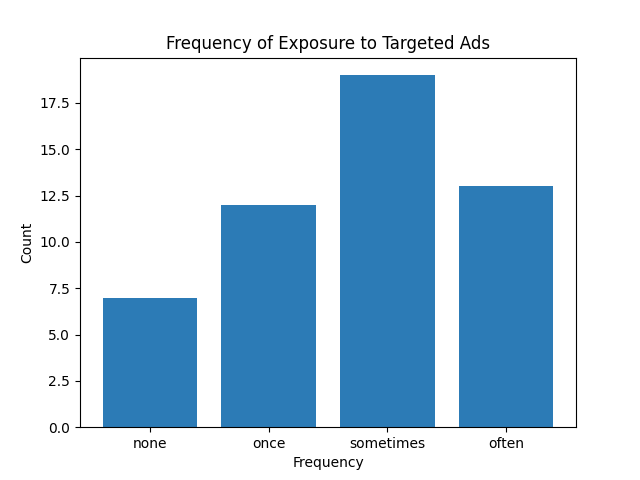 Frequency of Exposure to Targeted Ads
17.5
15.0
12.5
10.0
7.5
5.0
2.5
0.0
Count
none once sometimes often
Frequency